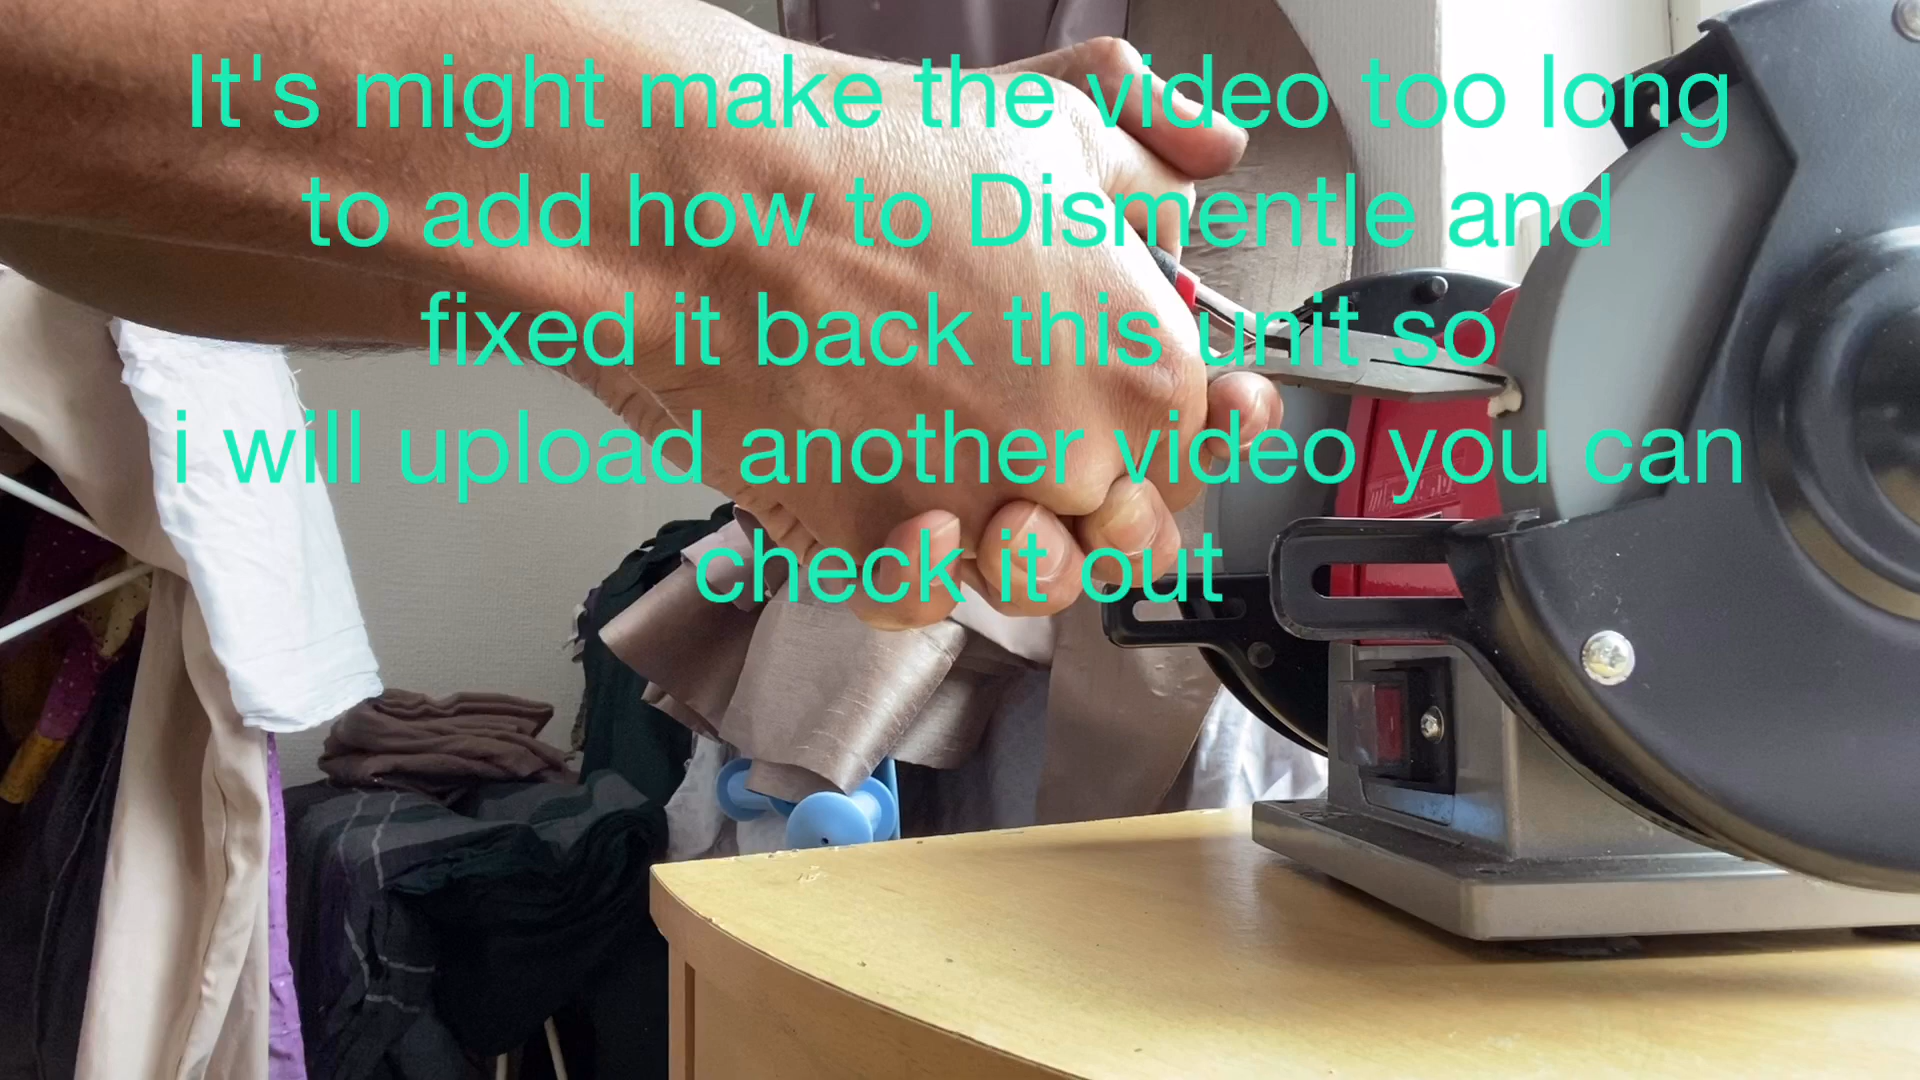 It's might make the video too long
to add how to Dismentle and
fixed it back this unit so
i will upload another video you can
check it out